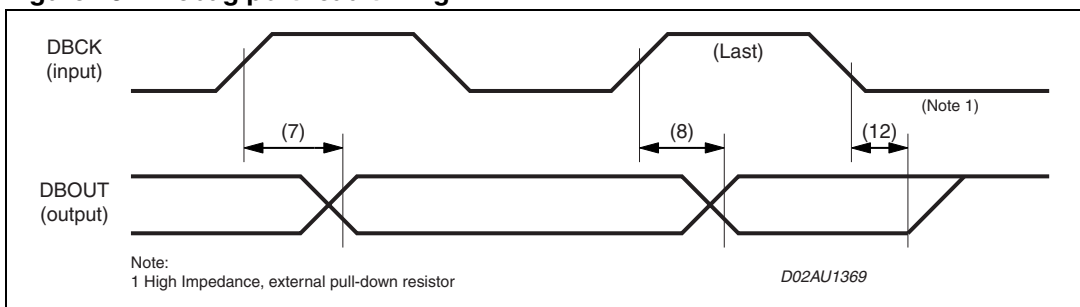 DBCK
(input)
(Last)
(Note 1)
(7)
(8)
(12)
DBOUT
(output)
Note:
1 High Impedance, external pull-down resistor
D02AU1369